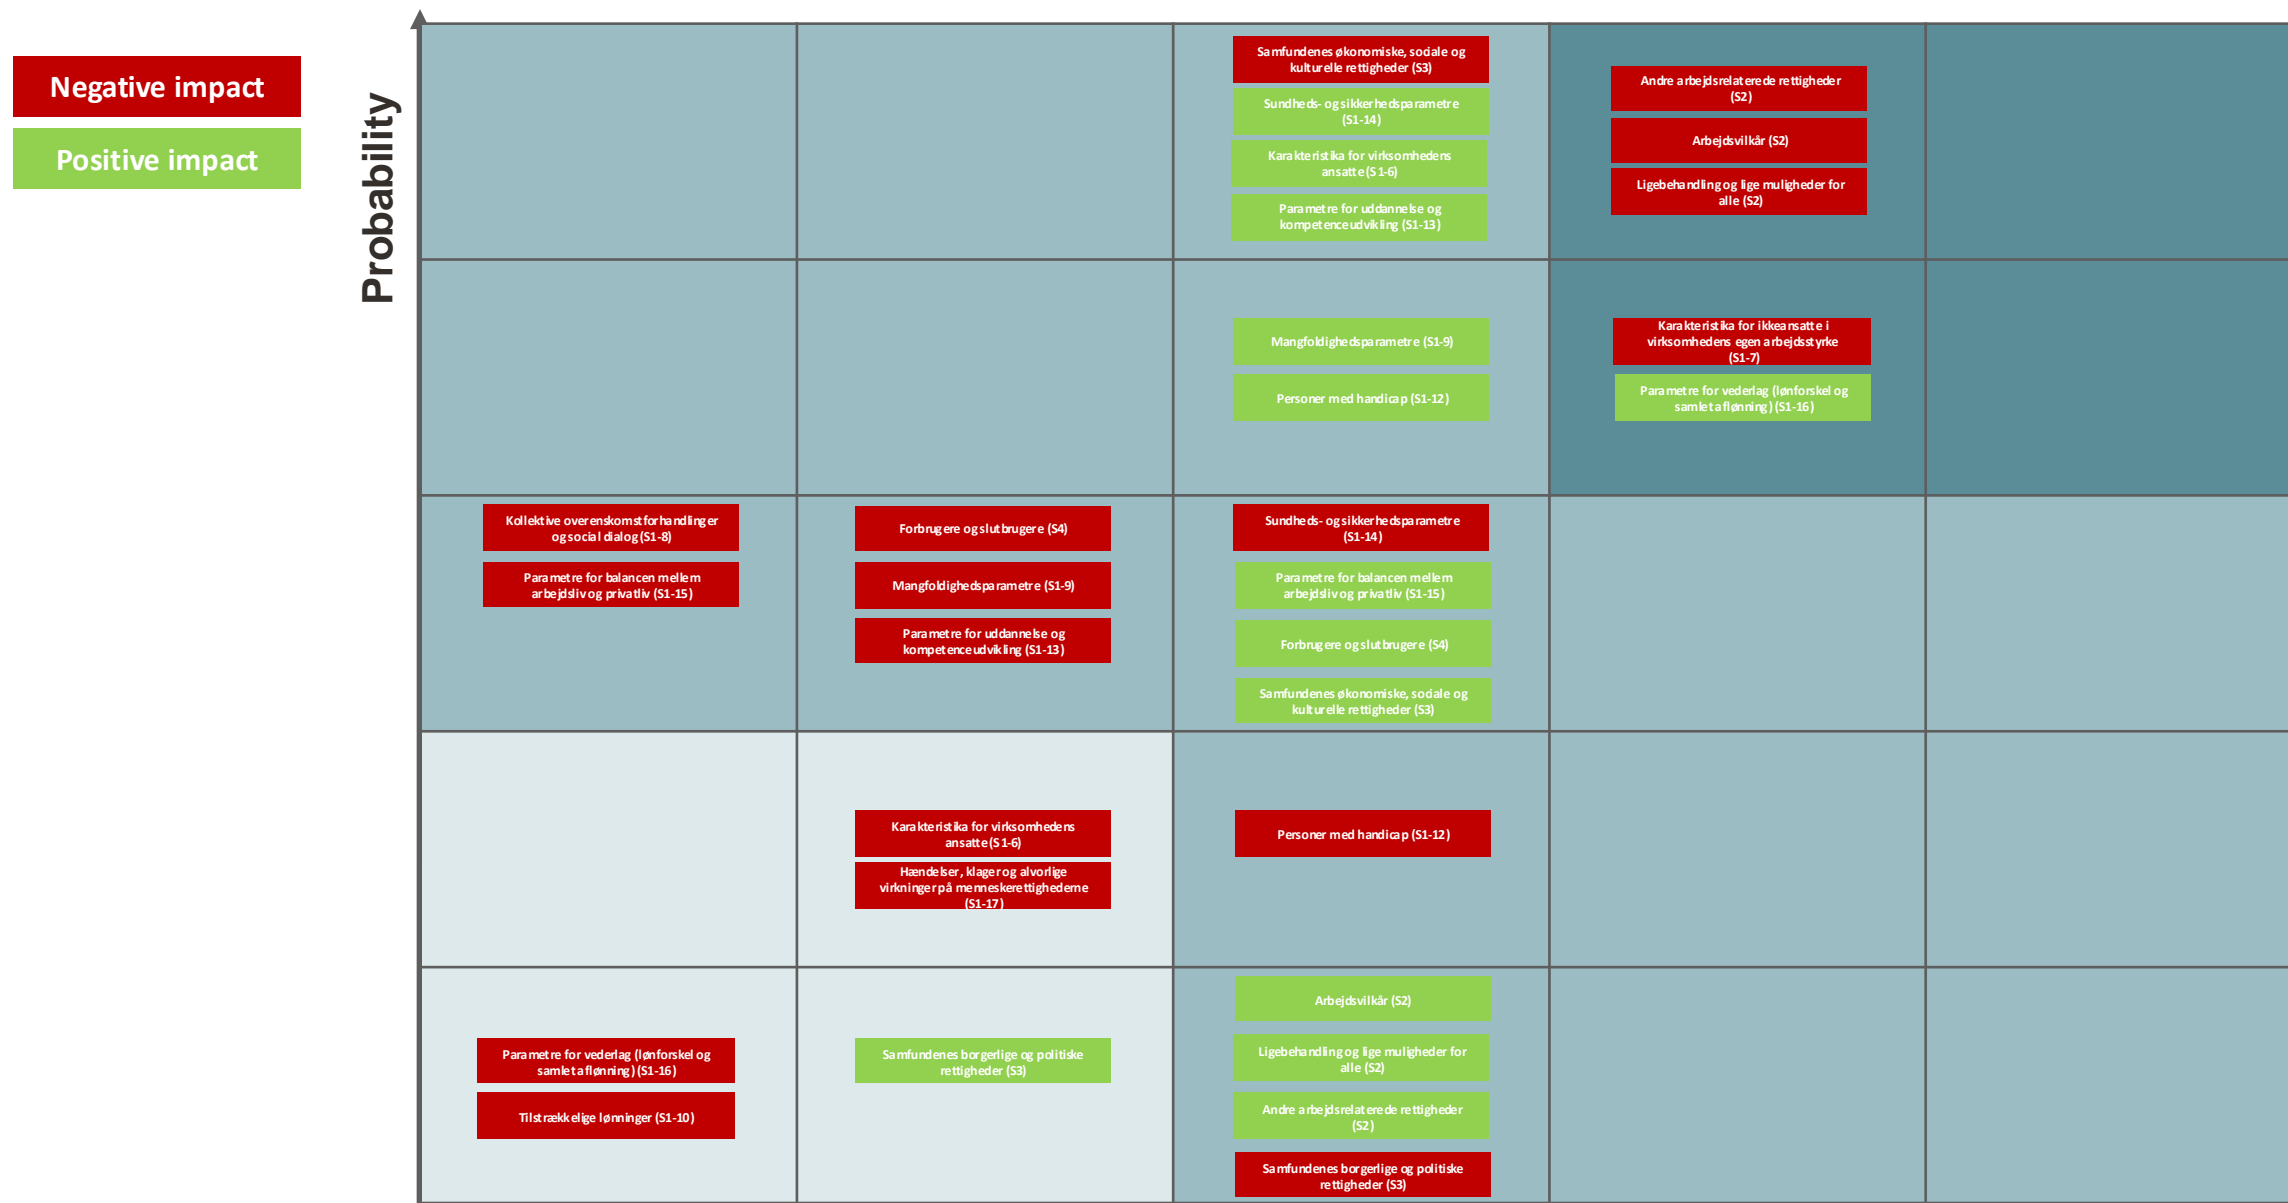 Negative impact
Positive impact
Probability
Samfundenes økonomiske, sociale og
kulturelle rettigheder (S3)
Sundheds- og sikkerhedsparametre
(S1-14)
Karakteristika for virksomhedens
ansatte (S1-6)
Parametre for uddannelse og
kompetenceudvikling (S1-13)
Andre arbejdsrelaterede rettigheder
(S2)
Arbejdsvilkår (S2)
Ligebehandling og lige muligheder for
alle (S2)
Mangfoldighedsparametre (S1-9)
Personer med handicap (S1-12)
Karakteristika for ikkeansatte i
virksomhedens egen arbejdsstyrke
(S1-7)
Parametre for vederlag (lønforskel og
samlet aflønning) (S1-16)
Kollektive overenskomstforhandlinger
og social dialog (S1-8)
Parametre for balancen mellem
arbejdsliv og privatliv (S1-15)
Forbrugere og slutbrugere (S4)
Mangfoldighedsparametre (S1-9)
Parametre for uddannelse og
kompetenceudvikling (S1-13)
Sundheds- og sikkerhedsparametre
(S1-14)
Parametre for balancen mellem
arbejdsliv og privatliv (S1-15)
Forbrugere og slutbrugere (S4)
Samfundenes økonomiske, sociale og
kulturelle rettigheder (S3)
Karakteristika for virksomhedens
ansatte (S1-6)
Hændelser, klager og alvorlige
virkninger på menneskerettighederne
(S1-17)
Personer med handicap (S1-12)
Parametre for vederlag (lønforskel og
samlet aflønning) (S1-16)
Tilstrækkelige lønninger (S1-10)
Samfundenes borgerlige og politiske
rettigheder (S3)
Arbejdsvilkår (S2)
Ligebehandling og lige muligheder for
alle (S2)
Andre arbejdsrelaterede rettigheder
(S2)
Samfundenes borgerlige og politiske
rettigheder (S3)